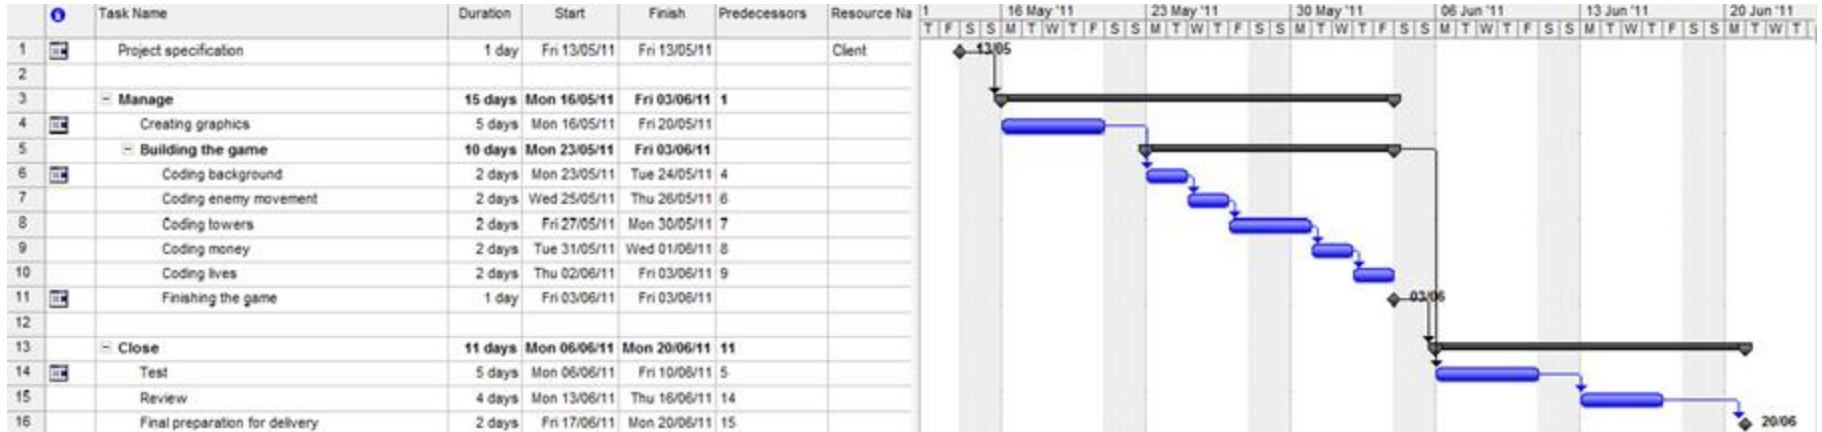 Task Name Duration Start Finish Predecessors Resource Na 1 16 May '11 23 May '11 30 May '11 06 Jun '11 13 Jun '11 20 Jun '11
T F S S M T W T F S S M T W T F S S M T W T F S S M T W T F S S M T W T F S S M T W T
1 Project specification 1 day Fri 13/05/11 Fri 13/05/11 Client 13/05
2
3 − Manage 15 days Mon 16/05/11 Fri 03/06/11 1
4 Creating graphics 5 days Mon 16/05/11 Fri 20/05/11
5 − Building the game 10 days Mon 23/05/11 Fri 03/06/11
6 Coding background 2 days Mon 23/05/11 Tue 24/05/11 4
7 Coding enemy movement 2 days Wed 25/05/11 Thu 26/05/11 6
8 Coding towers 2 days Fri 27/05/11 Mon 30/05/11 7
9 Coding money 2 days Tue 31/05/11 Wed 01/06/11 8
10 Coding lives 2 days Thu 02/06/11 Fri 03/06/11 9
11 Finishing the game 1 day Fri 03/06/11 Fri 03/06/11 03/06
12
13 − Close 11 days Mon 06/06/11 Mon 20/06/11 11
14 Test 5 days Mon 06/06/11 Fri 10/06/11 5
15 Review 4 days Mon 13/06/11 Thu 16/06/11 14
16 Final preparation for delivery 2 days Fri 17/06/11 Mon 20/06/11 15 20/06